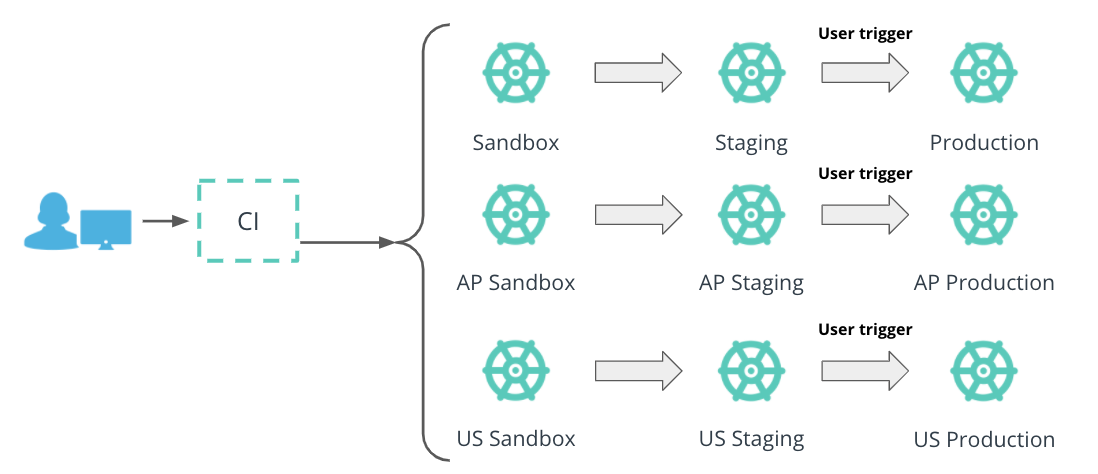 User trigger
Sandbox
Staging
Production
CI
User trigger
AP Sandbox
AP Staging
AP Production
User trigger
US Sandbox
US Staging
US Production